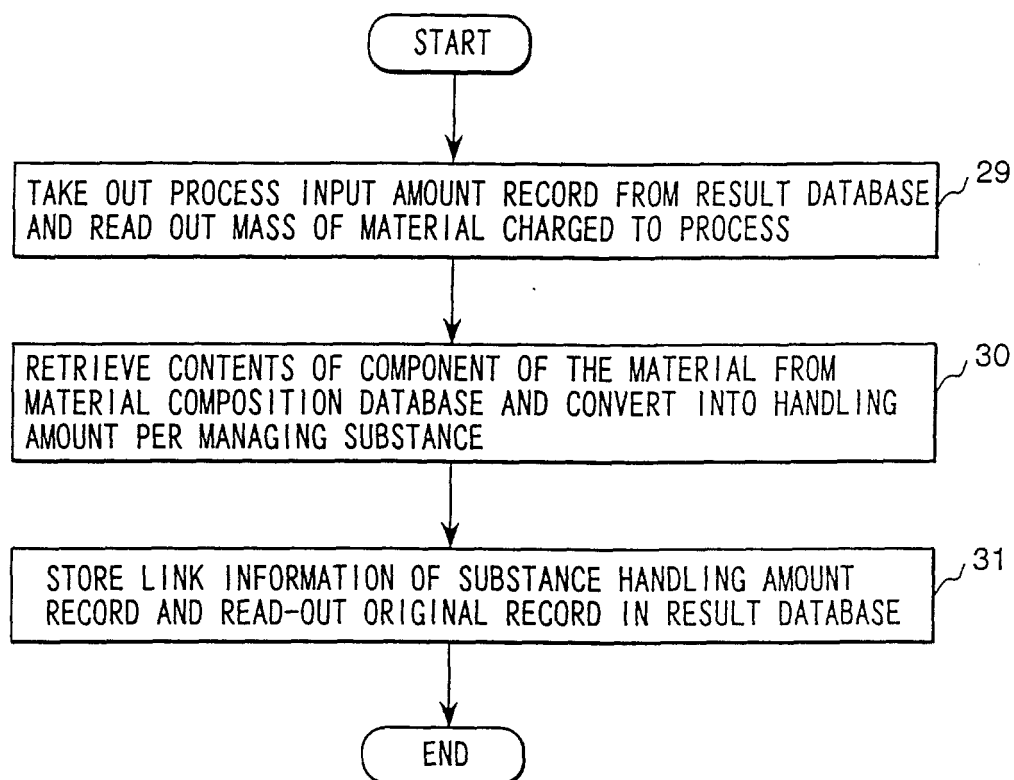 START
TAKE OUT PROCESS INPUT AMOUNT RECORD FROM RESULT DATABASE
AND READ OUT MASS OF MATERIAL CHARGED TO PROCESS
29
RETRIEVE CONTENTS OF COMPONENT OF THE MATERIAL FROM
MATERIAL COMPOSITION DATABASE AND CONVERT INTO HANDLING
AMOUNT PER MANAGING SUBSTANCE
30
STORE LINK INFORMATION OF SUBSTANCE HANDLING AMOUNT
RECORD AND READ-OUT ORIGINAL RECORD IN RESULT DATABASE
31
END